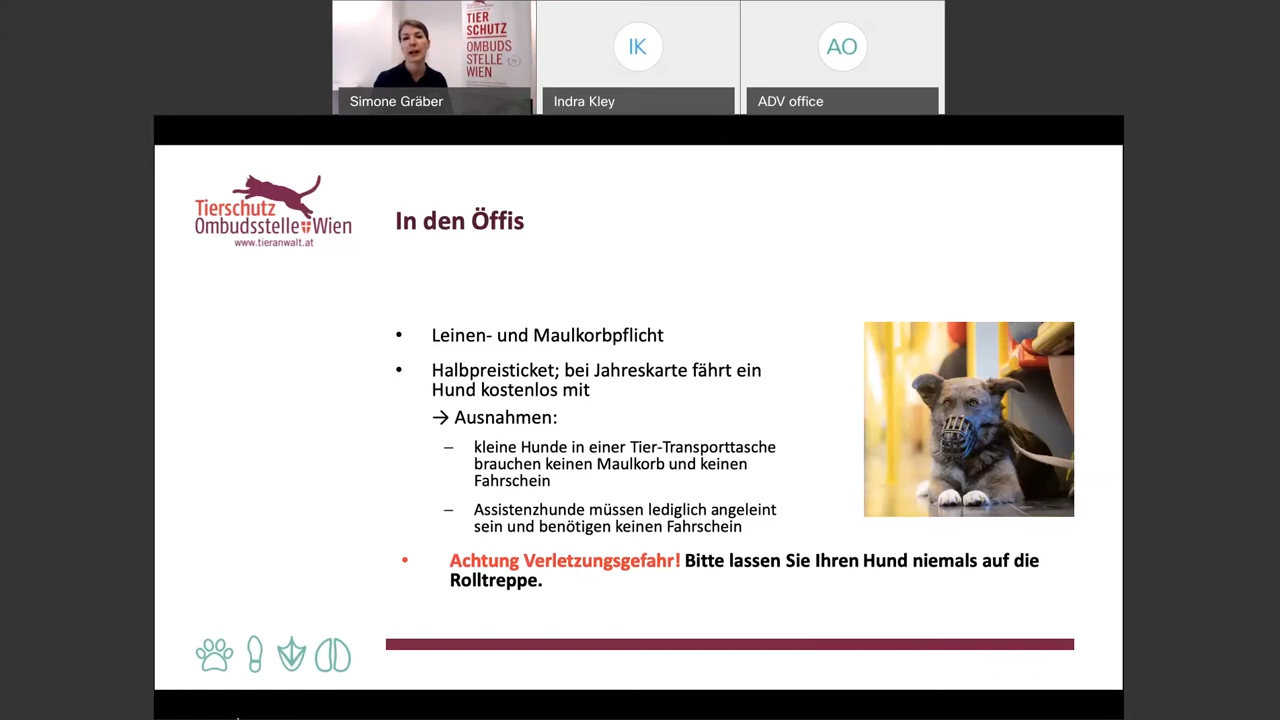 TIER
SCHUTZ
OMBUDS
STELLE
WIEN
Simone Gräber
IK
Indra Kley
AO
ADV office
Tierschutz
Ombudsstelle Wien
www.tieranwalt.at
In den Öffis
• Leinen- und Maulkorbpflicht
• Halbpreisticket; bei Jahreskarte fährt ein
Hund kostenlos mit
→ Ausnahmen:
– kleine Hunde in einer Tier-Transporttasche
brauchen keinen Maulkorb und keinen
Fahrschein
– Assistenzhunde müssen lediglich angeleint
sein und benötigen keinen Fahrschein
• Achtung Verletzungsgefahr! Bitte lassen Sie Ihren Hund niemals auf die
Rolltreppe.